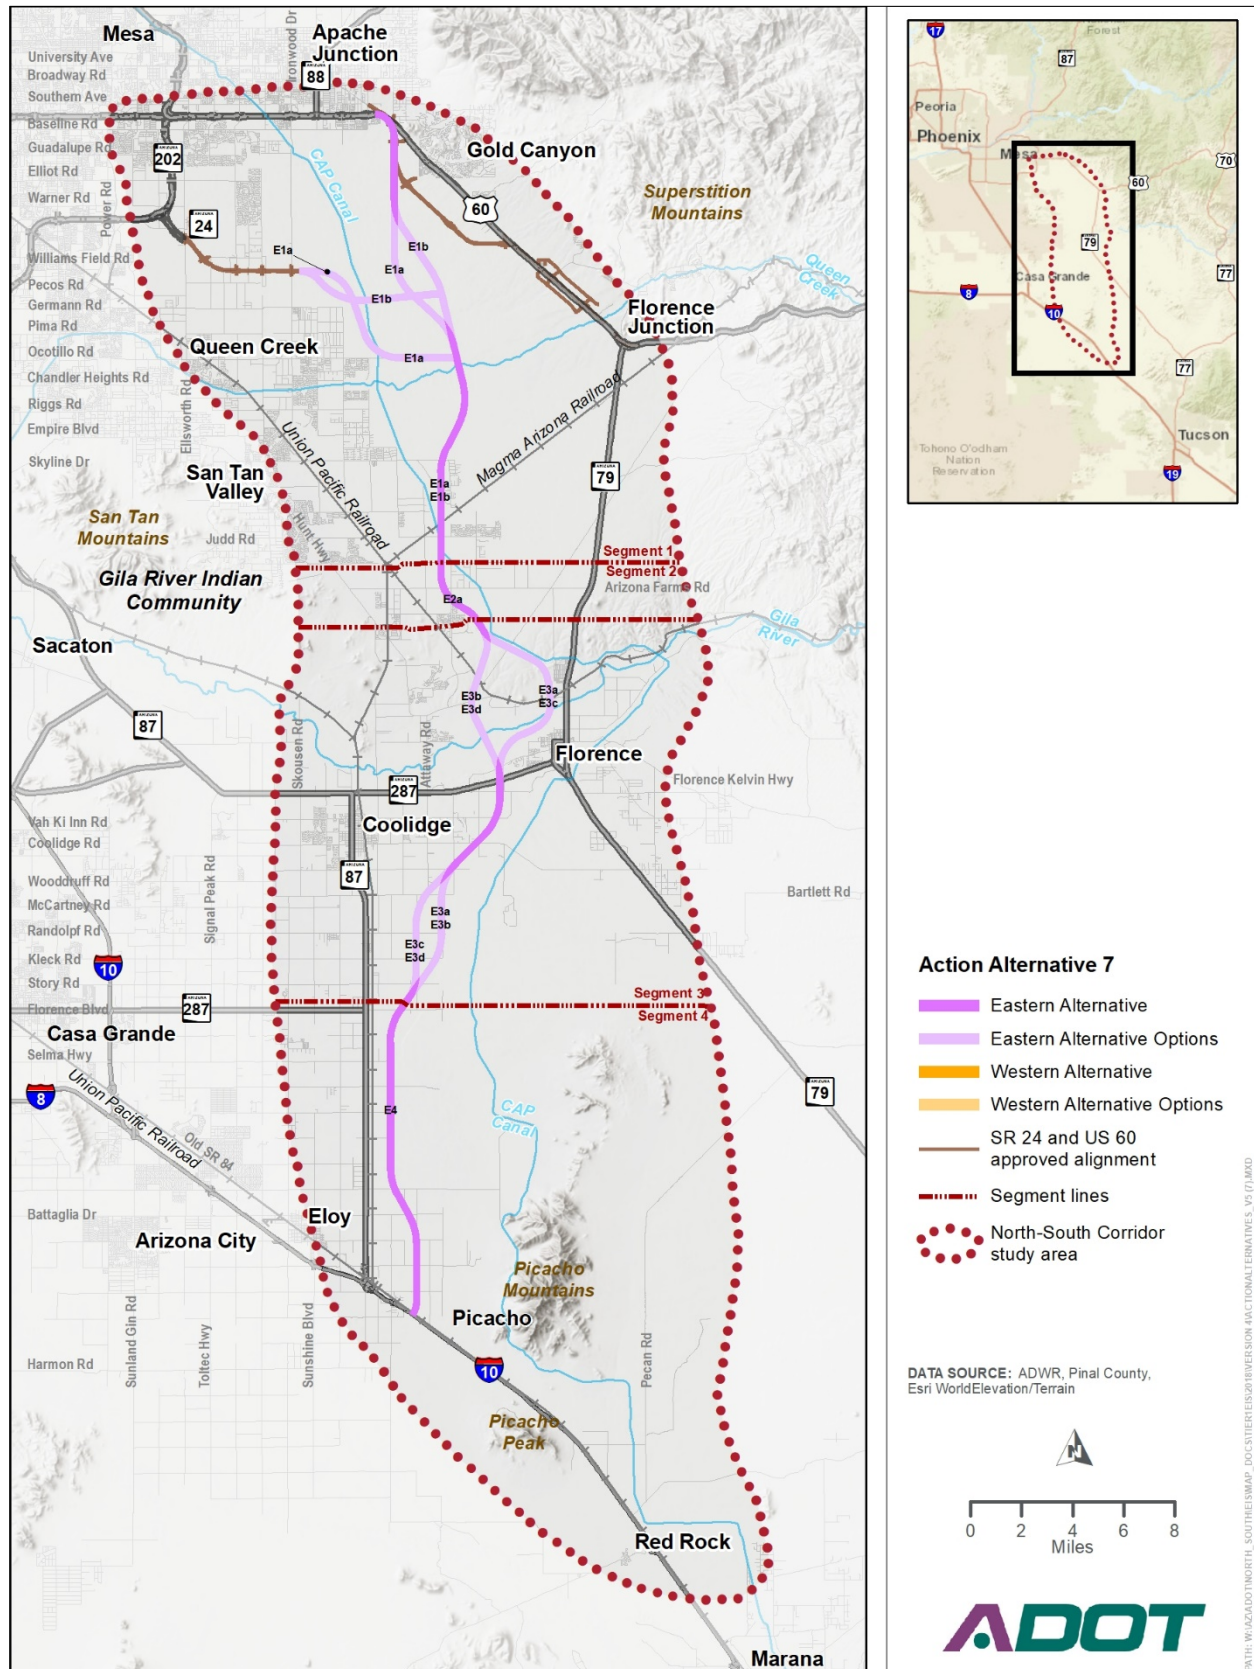 Mesa
Apache
Junction
Ironwood Dr
University Ave
Broadway Rd
Southern Ave
Baseline Rd
Guadalupe Rd
Elliot Rd
Warner Rd
Power Rd
Williams Field Rd
Pecos Rd
Germann Rd
Pima Rd
Ocotillo Rd
Chandler Heights Rd
Riggs Rd
Empire Blvd
Skyline Dr
Ellsworth Rd
ARIZONA
88
ARIZONA
202
ARIZONA
24
CAP Canal
Gold Canyon
60
Superstition
Mountains
Queen
Creek
E1a
E1b
E1a
E1b
E1a
Florence
Junction
Queen Creek
Union Pacific Railroad
Magma Arizona Railroad
San Tan
Valley
E1a
E1b
ARIZONA
79
San Tan
Mountains
Judd Rd
Hunt Hwy
Gila River Indian
Community
Segment 1
Segment 2
Arizona Farms Rd
E2a
Gila
River
Sacaton
E3b
E3d
E3a
E3c
ARIZONA
87
Skousen Rd
Attaway Rd
Florence
Florence Kelvin Hwy
ARIZONA
287
Vah Ki Inn Rd
Coolidge Rd
Coolidge
Wooddruff Rd
McCartney Rd
Randolpf Rd
Kleck Rd
Story Rd
Florence Blvd
Signal Peak Rd
ARIZONA
87
Bartlett Rd
E3a
E3b
E3c
E3d
10
ARIZONA
287
Segment 3
Segment 4
Casa Grande
Selma Hwy
8
Union Pacific Railroad
Old SR 84
E4
CAP
Canal
ARIZONA
79
Battaglia Dr
Arizona City
Eloy
Picacho
Mountains
Picacho
Sunland Gin Rd
Toltec Hwy
Sunshine Blvd
Harmon Rd
Pecan Rd
10
Picacho
Peak
Red Rock
Marana
17
Forest
87
Peoria
Phoenix
Mesa
70
60
79
77
Casa Grande
8
10
77
Tucson
Tohono O'odham
Nation
Reservation
19
Action Alternative 7
Eastern Alternative
Eastern Alternative Options
Western Alternative
Western Alternative Options
SR 24 and US 60
approved alignment
Segment lines
North-South Corridor
study area
DATA SOURCE: ADWR, Pinal County,
Esri WorldElevation/Terrain
N
0 2 4 6 8
Miles
ADOT